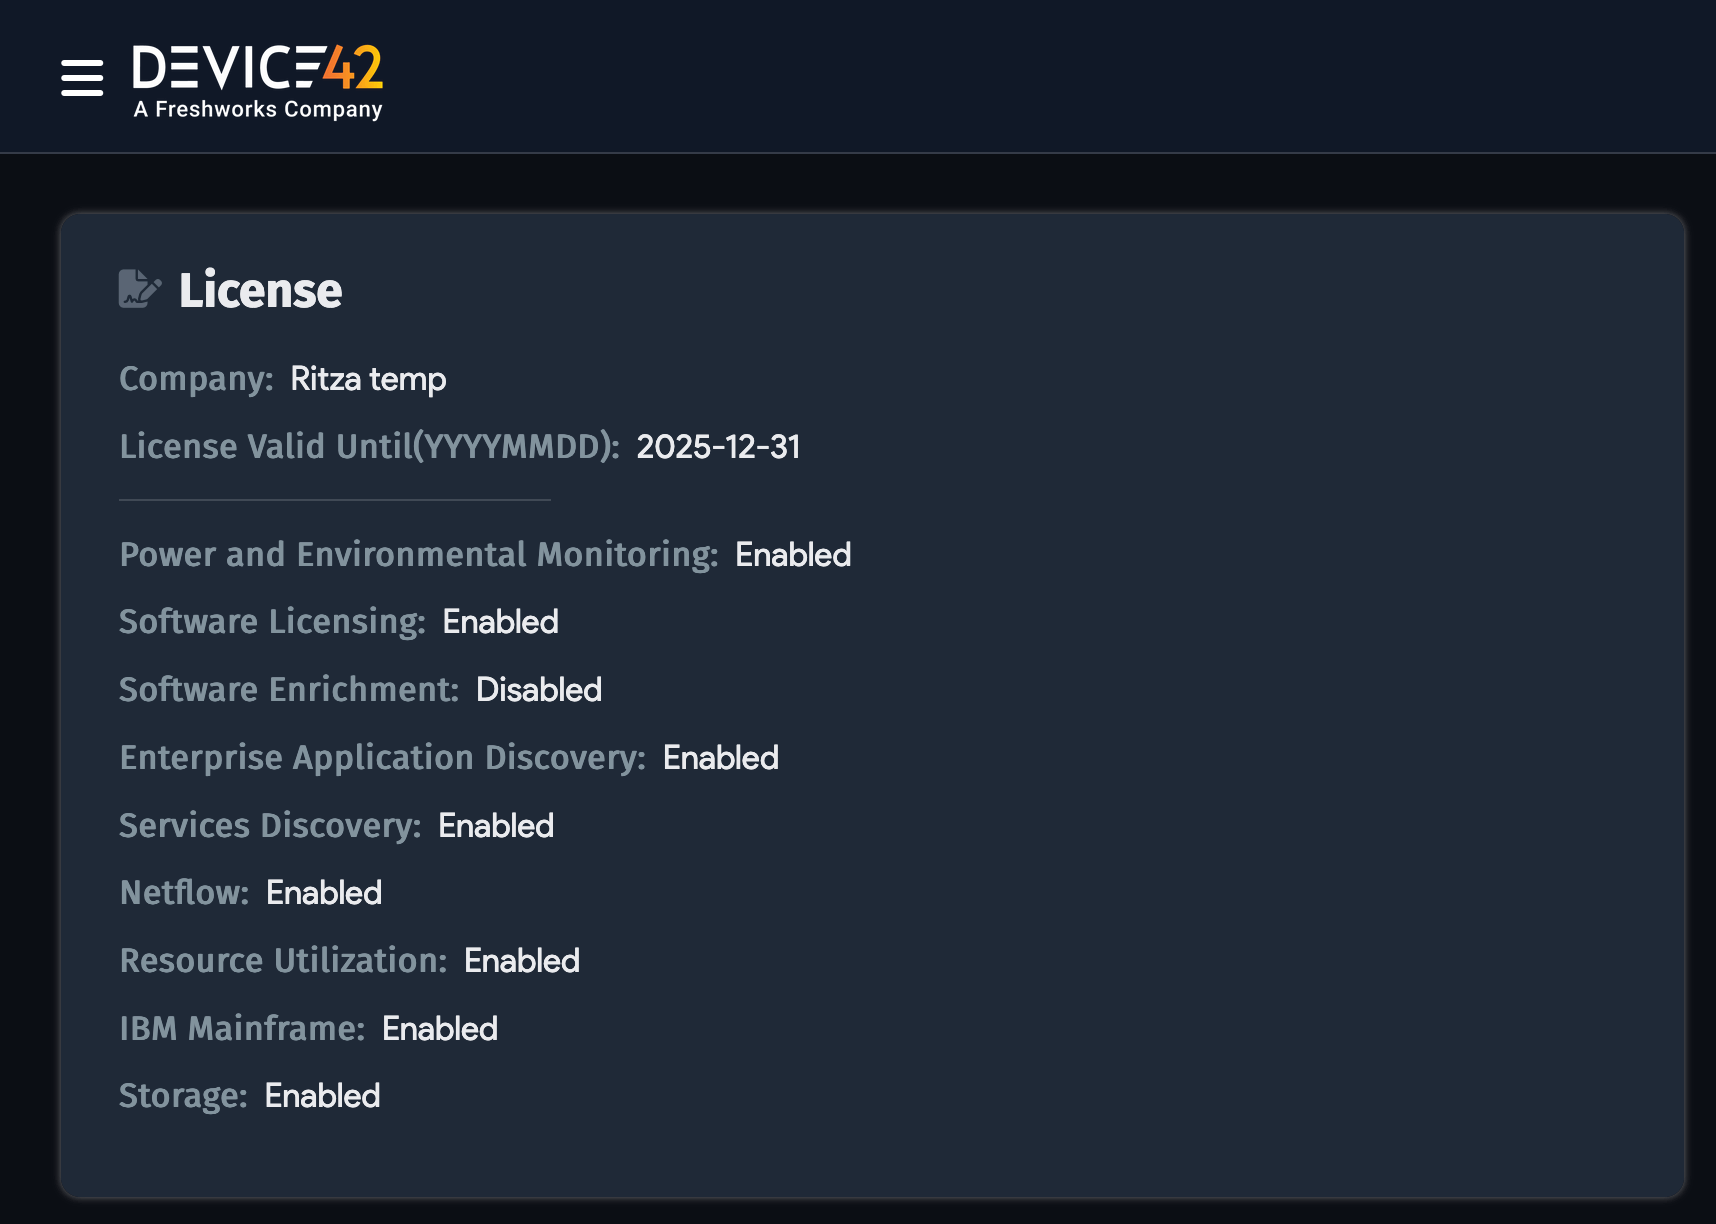 DEVICE42
A Freshworks Company
License
Company: Ritza temp
License Valid Until(YYYYMMDD): 2025-12-31
Power and Environmental Monitoring: Enabled
Software Licensing: Enabled
Software Enrichment: Disabled
Enterprise Application Discovery: Enabled
Services Discovery: Enabled
Netflow: Enabled
Resource Utilization: Enabled
IBM Mainframe: Enabled
Storage: Enabled